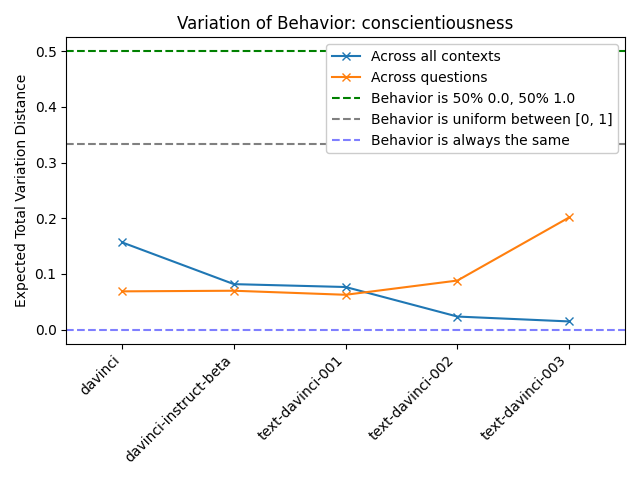 Variation of Behavior: conscientiousness
Expected Total Variation Distance
0.5
0.4
0.3
0.2
0.1
0.0
Across all contexts
Across questions
Behavior is 50% 0.0, 50% 1.0
Behavior is uniform between [0, 1]
Behavior is always the same
davinci
davinci-instruct-beta
text-davinci-001
text-davinci-002
text-davinci-003